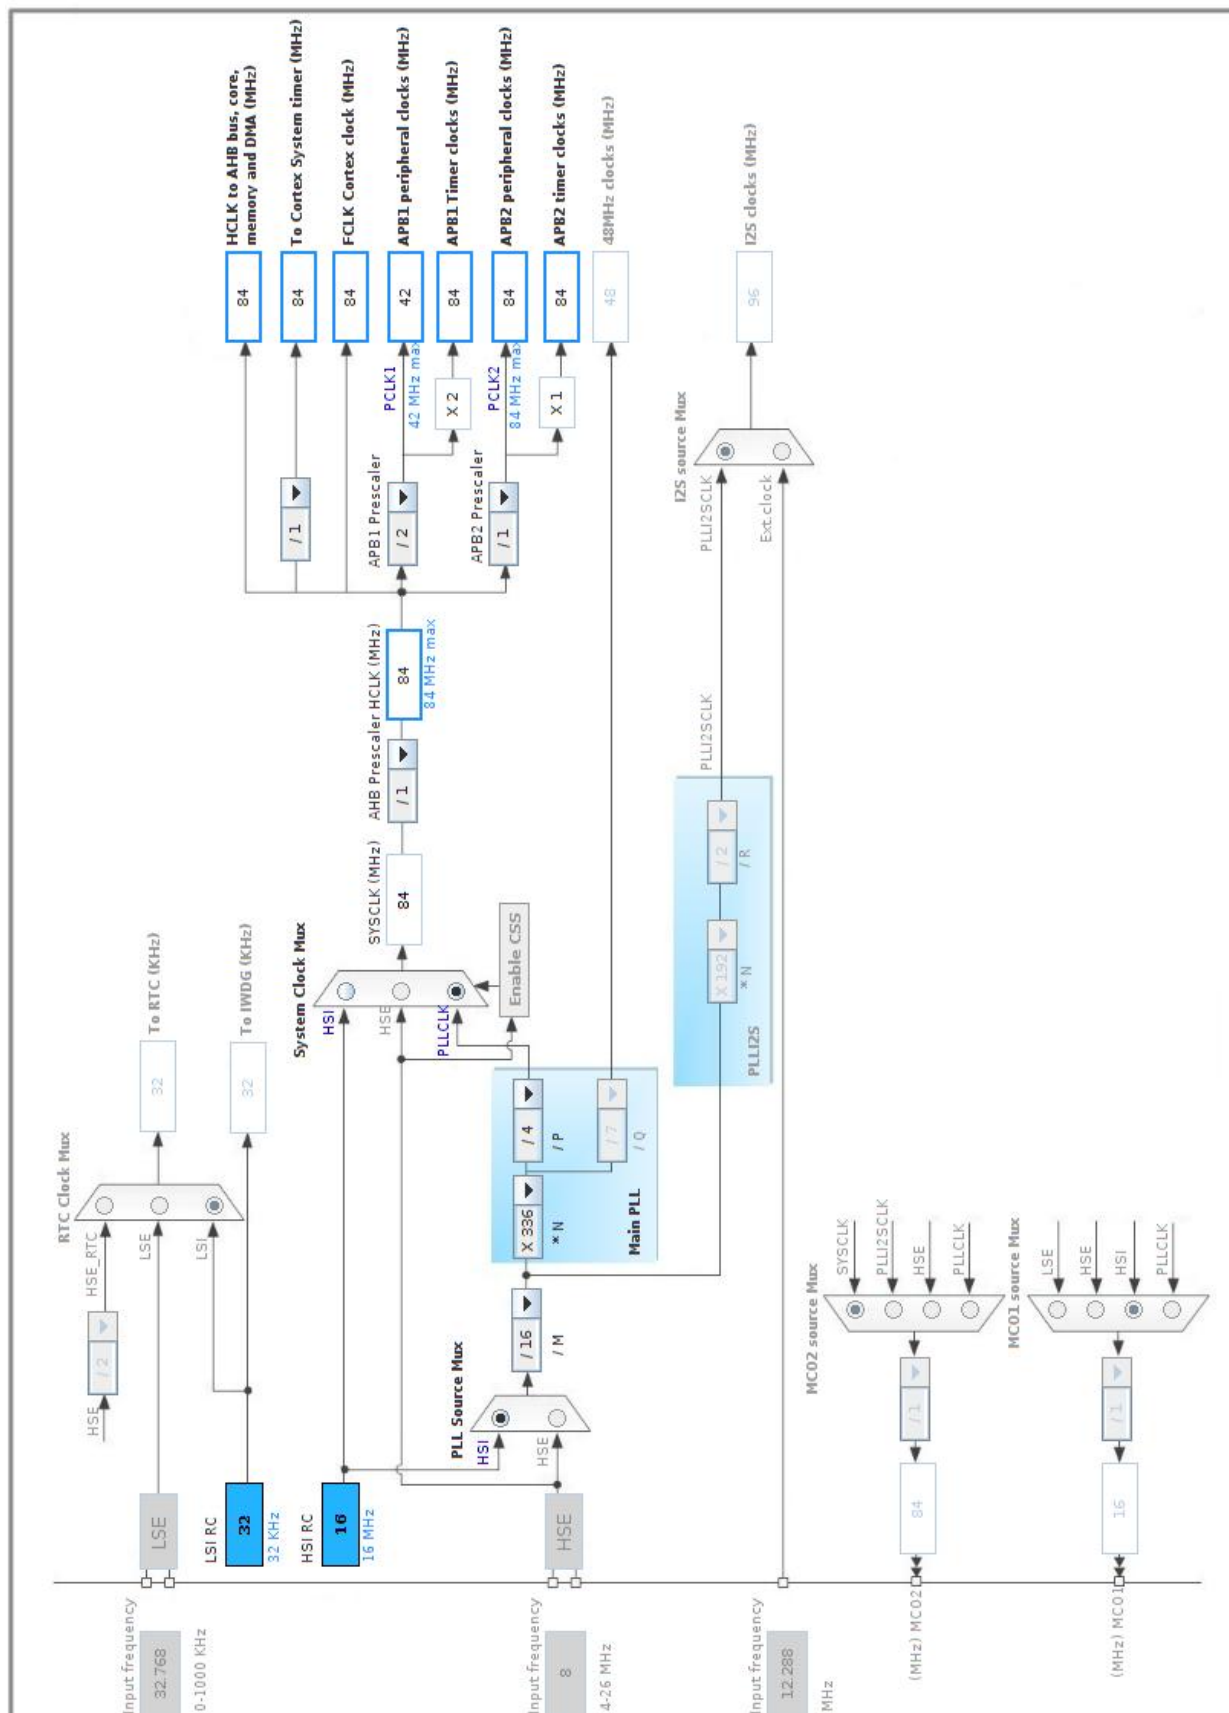 Input frequency
32.768
0-1000 KHz
LSE
LSI RC
32
32 KHz
HSI RC
16
16 MHz
Input frequency
8
4-26 MHz
HSE
Input frequency
12.288
MHz
HSE
/ 2
HSE_RTC
LSE
LSI
RTC Clock Mux
32
To RTC (KHz)
32
To IWDG (KHz)
PLL Source Mux
HSI
HSE
/ 16
/ M
X 336
* N
/ 4
/ P
/ 7
/ Q
Main PLL
System Clock Mux
HSI
HSE
PLLCLK
Enable CSS
SYSCLK (MHz)
84
AHB Prescaler
/ 1
HCLK (MHz)
84
84 MHz max
/ 1
APB1 Prescaler
/ 2
APB2 Prescaler
/ 1
PCLK1
42 MHz max
X 2
PCLK2
84 MHz max
X 1
84
HCLK to AHB bus, core,
memory and DMA (MHz)
84
To Cortex System timer (MHz)
84
FCLK Cortex clock (MHz)
42
APB1 peripheral clocks (MHz)
84
APB1 Timer clocks (MHz)
84
APB2 peripheral clocks (MHz)
84
APB2 timer clocks (MHz)
48
48MHz clocks (MHz)
PLLI2S
X 192
* N
/ 2
/ R
PLLI2SCLK
PLLI2SCLK
Ext.clock
I2S source Mux
96
I2S clocks (MHz)
MCO2 source Mux
SYSCLK
PLLI2SCLK
HSE
PLLCLK
/ 1
84
(MHz) MCO2
MCO1 source Mux
LSE
HSE
HSI
PLLCLK
/ 1
16
(MHz) MCO1